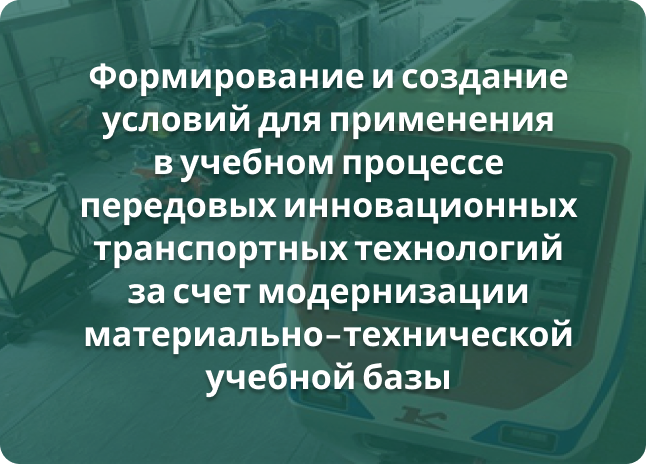 Формирование и создание
условий для применения
в учебном процессе
передовых инновационных
транспортных технологий
за счет модернизации
материально-технической
учебной базы